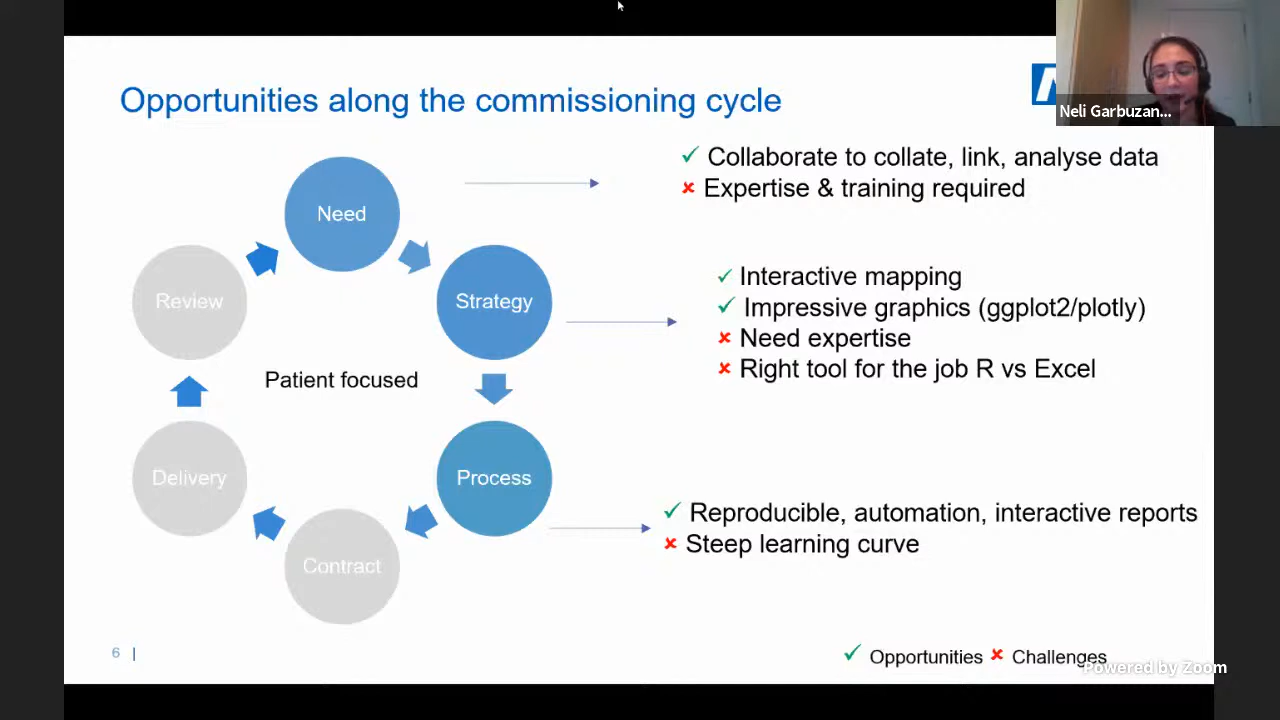 Opportunities along the commissioning cycle
Neli Garbuzan...
Need
Strategy
Process
Contract
Delivery
Review
Patient focused
✓ Collaborate to collate, link, analyse data
✘ Expertise & training required
✓ Interactive mapping
✓ Impressive graphics (ggplot2/plotly)
✘ Need expertise
✘ Right tool for the job R vs Excel
✓ Reproducible, automation, interactive reports
✘ Steep learning curve
6 |
✓ Opportunities ✘ Challenges
Powered by Zoom